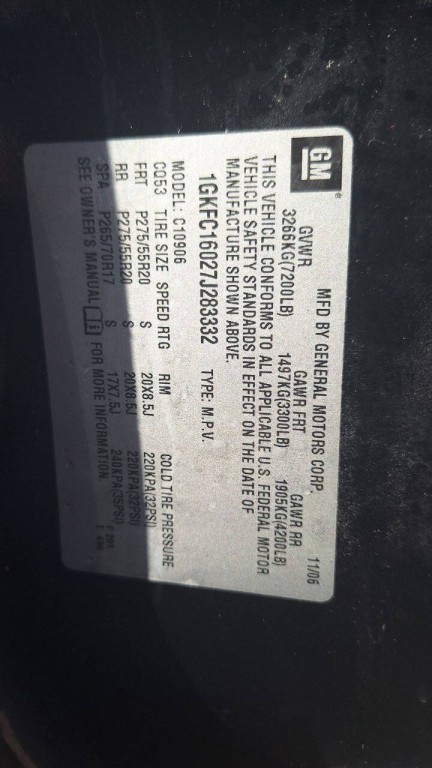 GM®
MFD BY GENERAL MOTORS CORP. 11/06
GVWR GAWR FRT GAWR RR
3266KG(7200LB) 1497KG(3300LB) 1905KG(4200LB)
THIS VEHICLE CONFORMS TO ALL APPLICABLE U.S. FEDERAL MOTOR
VEHICLE SAFETY STANDARDS IN EFFECT ON THE DATE OF
MANUFACTURE SHOWN ABOVE.
1GKFC16027J283332 TYPE: M.P.V.
MODEL: C10906
CQ53 TIRE SIZE SPEED RTG RIM COLD TIRE PRESSURE
FRT P275/55R20 S 20X8.5J 220KPA(32PSI)
RR P275/55R20 S 20X8.5J 220KPA(32PSI)
SPA P265/70R17 S 17X7.5J 240KPA(35PSI)
SEE OWNER'S MANUAL i FOR MORE INFORMATION.